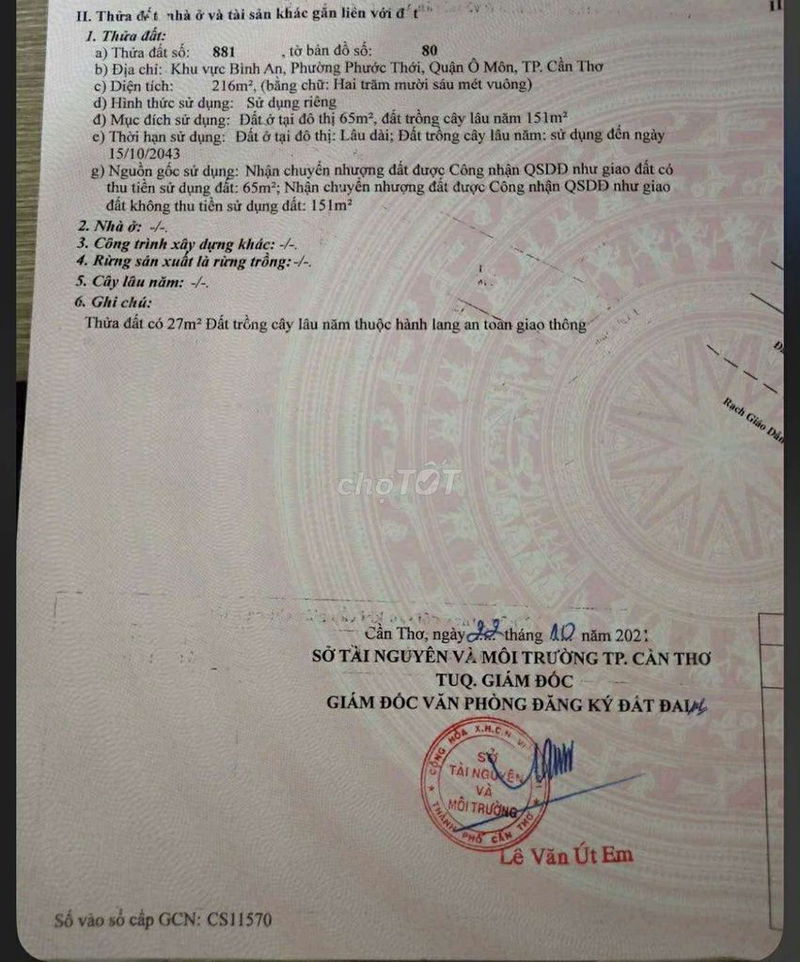 II. Thửa đất nhà ở và tài sản khác gắn liền với đất
1. Thửa đất:
a) Thửa đất số: 881 , tờ bản đồ số: 80
b) Địa chỉ: Khu vực Bình An, Phường Phước Thới, Quận Ô Môn, TP. Cần Thơ
c) Diện tích: 216m², (bằng chữ: Hai trăm mười sáu mét vuông)
d) Hình thức sử dụng: Sử dụng riêng
đ) Mục đích sử dụng: Đất ở tại đô thị 65m², đất trồng cây lâu năm 151m²
e) Thời hạn sử dụng: Đất ở tại đô thị: Lâu dài; Đất trồng cây lâu năm: sử dụng đến ngày
15/10/2043
g) Nguồn gốc sử dụng: Nhận chuyển nhượng đất được Công nhận QSDĐ như giao đất có
thu tiền sử dụng đất: 65m²; Nhận chuyển nhượng đất được Công nhận QSDĐ như giao
đất không thu tiền sử dụng đất: 151m²
2. Nhà ở: -/-.
3. Công trình xây dựng khác: -/-.
4. Rừng sản xuất là rừng trồng: -/-.
5. Cây lâu năm: -/-.
6. Ghi chú:
Thửa đất có 27m² Đất trồng cây lâu năm thuộc hành lang an toàn giao thông
Rạch Giáo Dẫn
chợTỐT
Cần Thơ, ngày 22 tháng 10 năm 202
SỞ TÀI NGUYÊN VÀ MÔI TRƯỜNG TP. CẦN THƠ
TUQ. GIÁM ĐỐC
GIÁM ĐỐC VĂN PHÒNG ĐĂNG KÝ ĐẤT ĐAI
CỘNG HÒA X.H.C.N VI
SỞ
TÀI NGUYÊN
VÀ
MÔI TRƯỜNG
THÀNH PHỐ CẦN THƠ
Lê Văn Út Em
Số vào sổ cấp GCN: CS11570